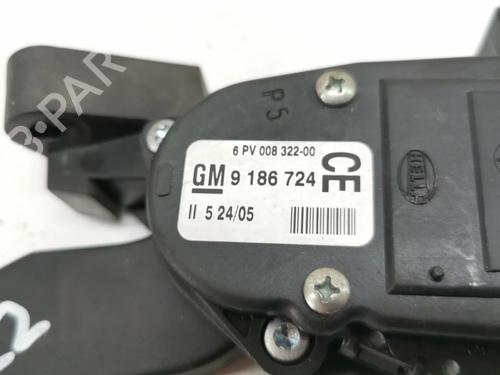 P5
6 PV 008 322-00
GM 9 186 724 CE
II 5 24/05
HELLA
B-PAR